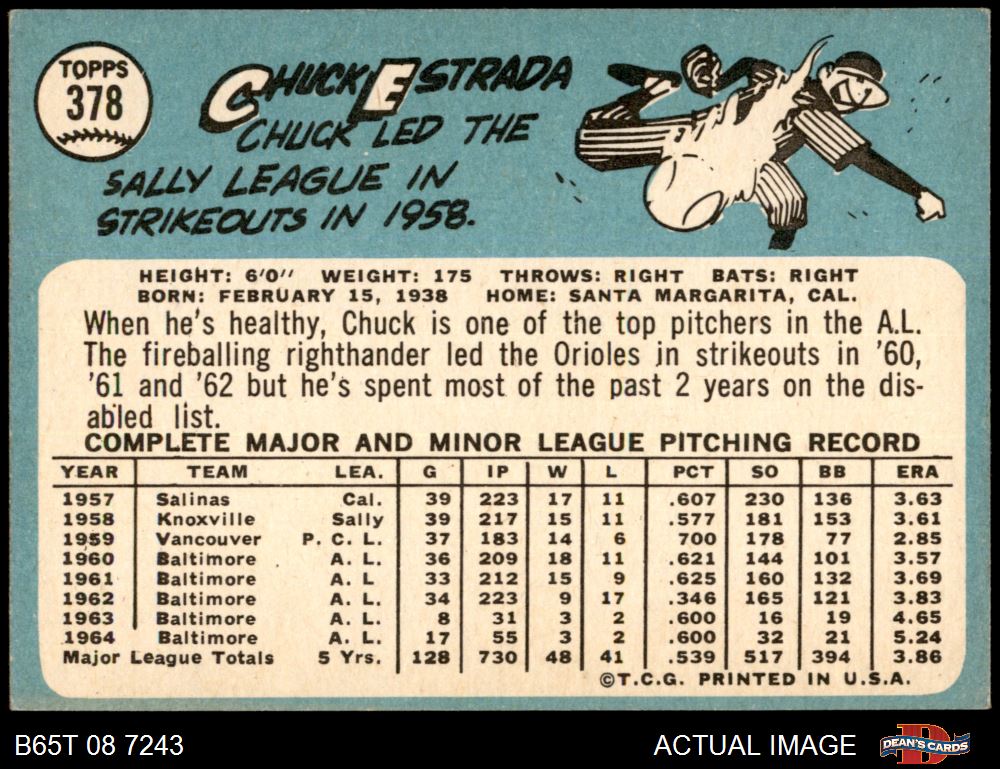 TOPPS
378
CHUCK ESTRADA
CHUCK LED THE
SALLY LEAGUE IN
STRIKEOUTS IN 1958.
HEIGHT: 6'0" WEIGHT: 175 THROWS: RIGHT BATS: RIGHT
BORN: FEBRUARY 15, 1938 HOME: SANTA MARGARITA, CAL.
When he's healthy, Chuck is one of the top pitchers in the A.L.
The fireballing righthander led the Orioles in strikeouts in '60,
'61 and '62 but he's spent most of the past 2 years on the dis-
abled list.
COMPLETE MAJOR AND MINOR LEAGUE PITCHING RECORD
YEAR TEAM LEA. G IP W L PCT SO BB ERA
1957 Salinas Cal. 39 223 17 11 .607 230 136 3.63
1958 Knoxville Sally 39 217 15 11 .577 181 153 3.61
1959 Vancouver P. C. L. 37 183 14 6 700 178 77 2.85
1960 Baltimore A. L. 36 209 18 11 .621 144 101 3.57
1961 Baltimore A. L 33 212 15 9 .625 160 132 3.69
1962 Baltimore A. L. 34 223 9 17 .346 165 121 3.83
1963 Baltimore A. L. 8 31 3 2 .600 16 19 4.65
1964 Baltimore A. L. 17 55 3 2 .600 32 21 5.24
Major League Totals 5 Yrs. 128 730 48 41 .539 517 394 3.86
©T.C.G. PRINTED IN U.S.A.
B65T 08 7243 ACTUAL IMAGE DEAN'S CARDS